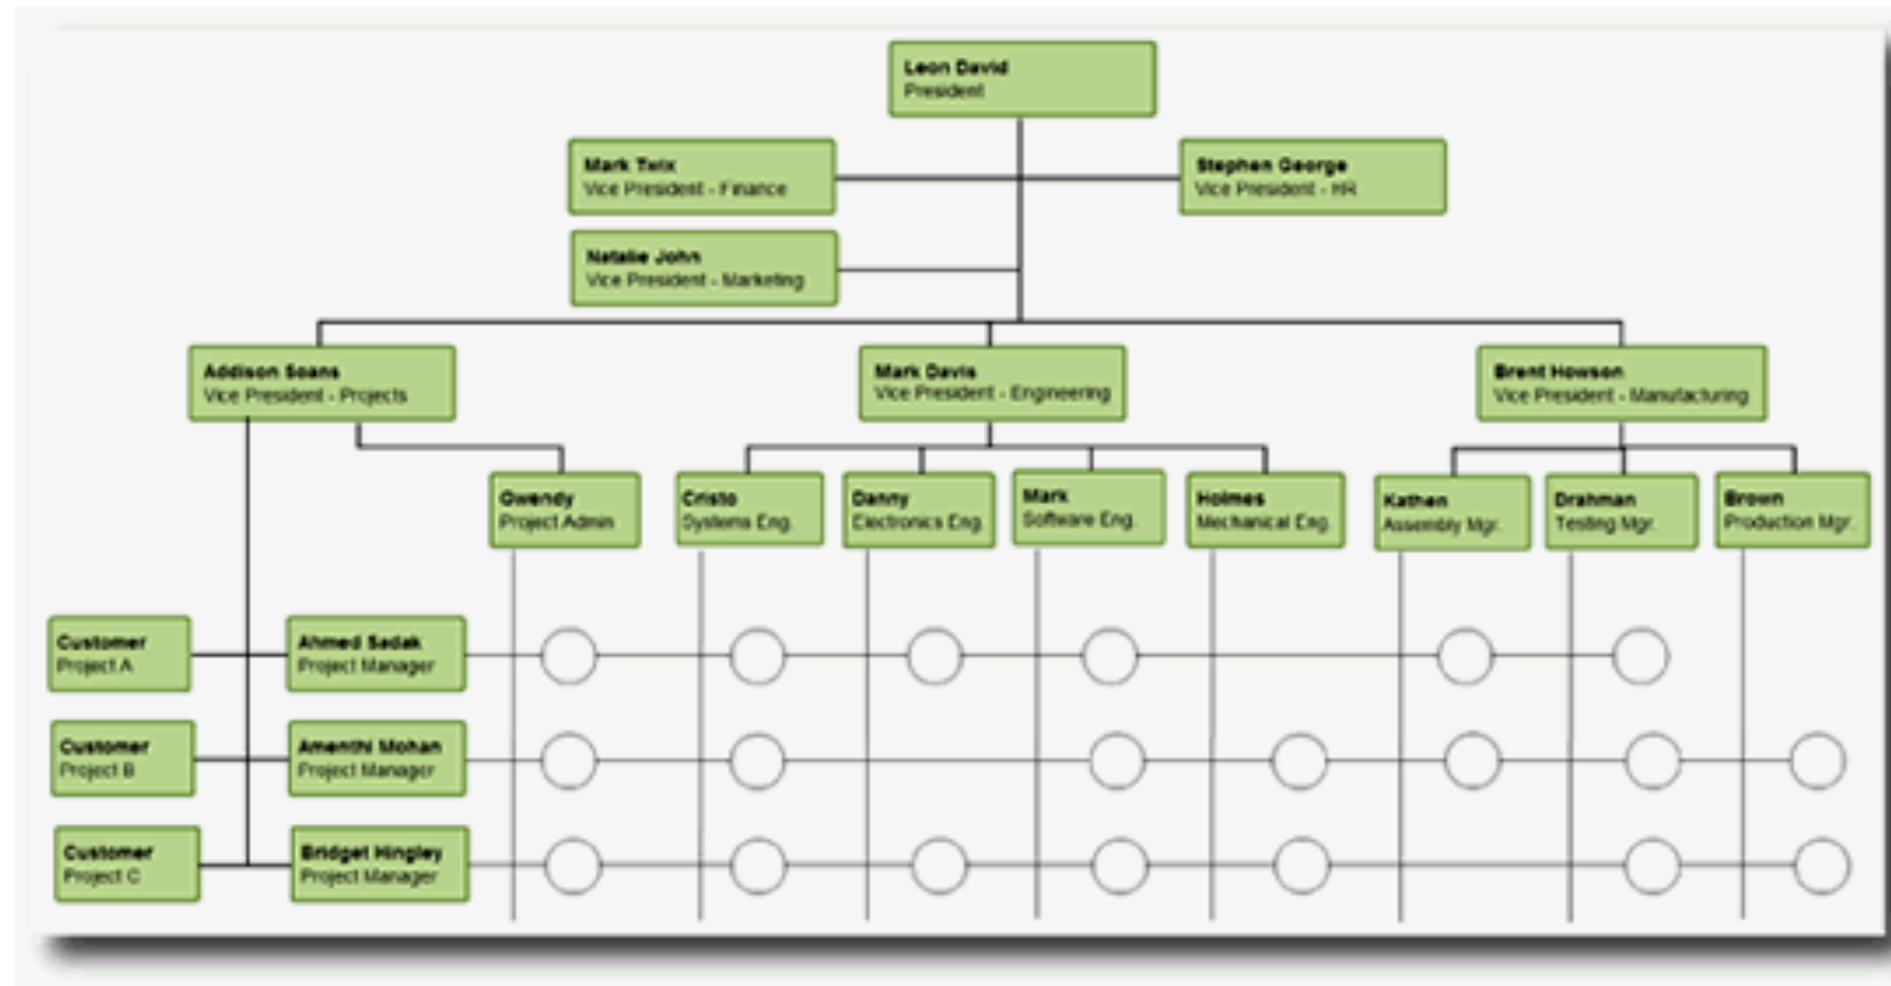 Leon David
President
Mark Twix
Vice President - Finance
Stephen George
Vice President - HR
Natalie John
Vice President - Marketing
Addison Soans
Vice President - Projects
Mark Davis
Vice President - Engineering
Brent Howson
Vice President - Manufacturing
Gwendy
Project Admin
Cristo
Systems Eng.
Danny
Electronics Eng.
Mark
Software Eng.
Holmes
Mechanical Eng.
Kathen
Assembly Mgr.
Drahman
Testing Mgr.
Brown
Production Mgr.
Customer
Project A
Ahmed Sadak
Project Manager
Customer
Project B
Amenthi Mohan
Project Manager
Customer
Project C
Bridget Hingley
Project Manager